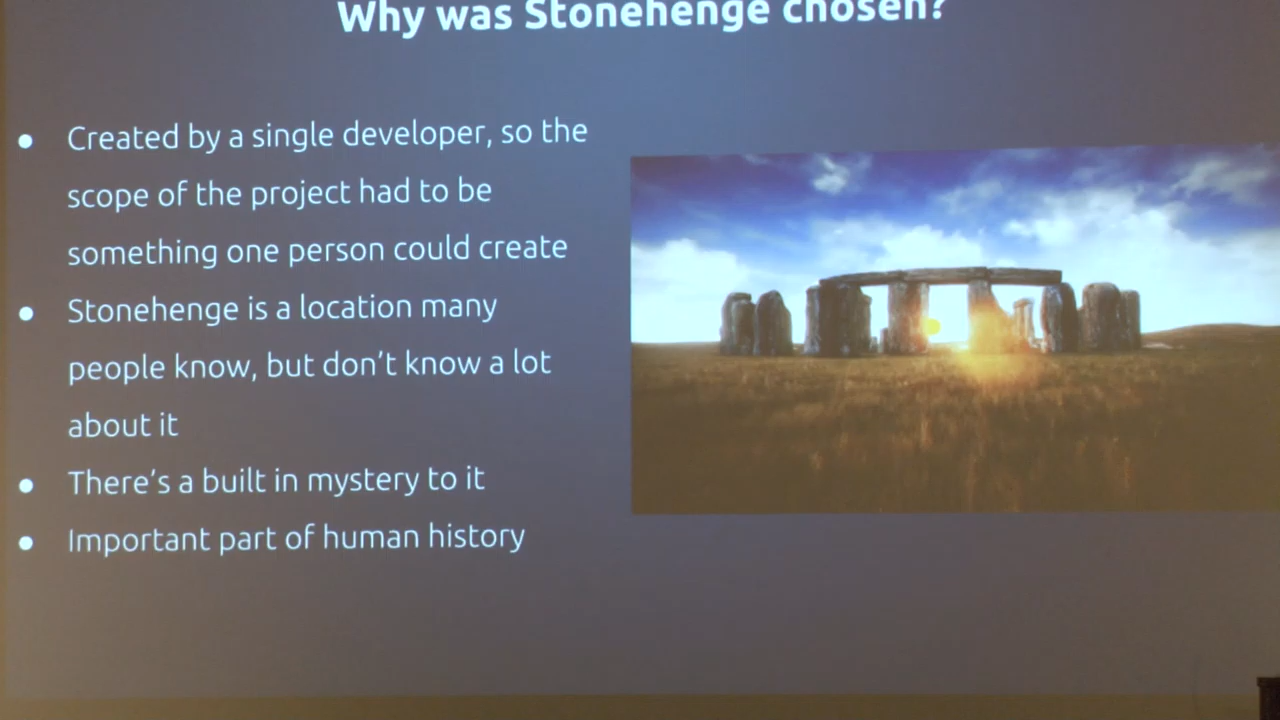 Why was Stonehenge chosen?
● Created by a single developer, so the
scope of the project had to be
something one person could create
● Stonehenge is a location many
people know, but don't know a lot
about it
● There's a built in mystery to it
● Important part of human history